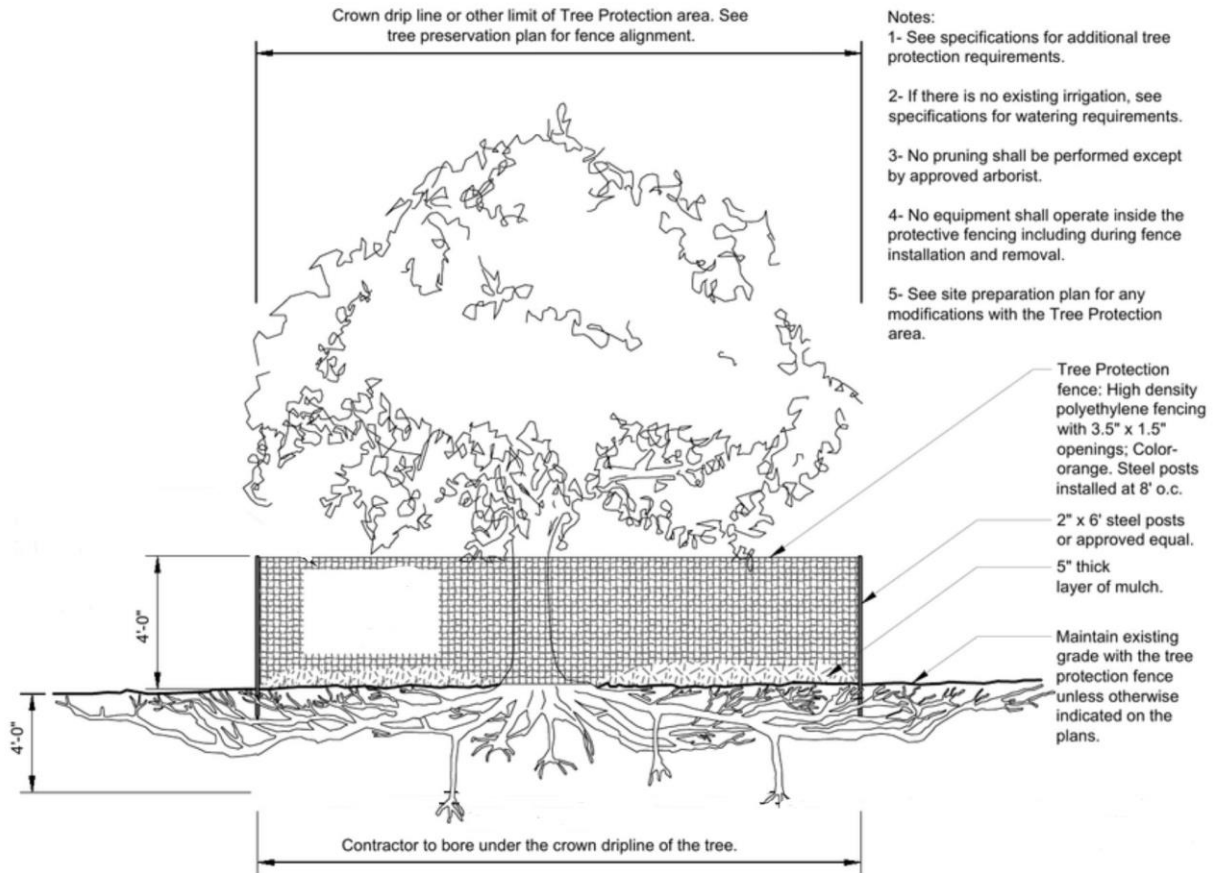 Crown drip line or other limit of Tree Protection area. See
tree preservation plan for fence alignment.
Notes:
1- See specifications for additional tree
protection requirements.
2- If there is no existing irrigation, see
specifications for watering requirements.
3- No pruning shall be performed except
by approved arborist.
4- No equipment shall operate inside the
protective fencing including during fence
installation and removal.
5- See site preparation plan for any
modifications with the Tree Protection
area.
Tree Protection
fence: High density
polyethylene fencing
with 3.5" x 1.5"
openings; Color-
orange. Steel posts
installed at 8' o.c.
2" x 6' steel posts
or approved equal.
5" thick
layer of mulch.
Maintain existing
grade with the tree
protection fence
unless otherwise
indicated on the
plans.
4'-0"
4'-0"
Contractor to bore under the crown dripline of the tree.